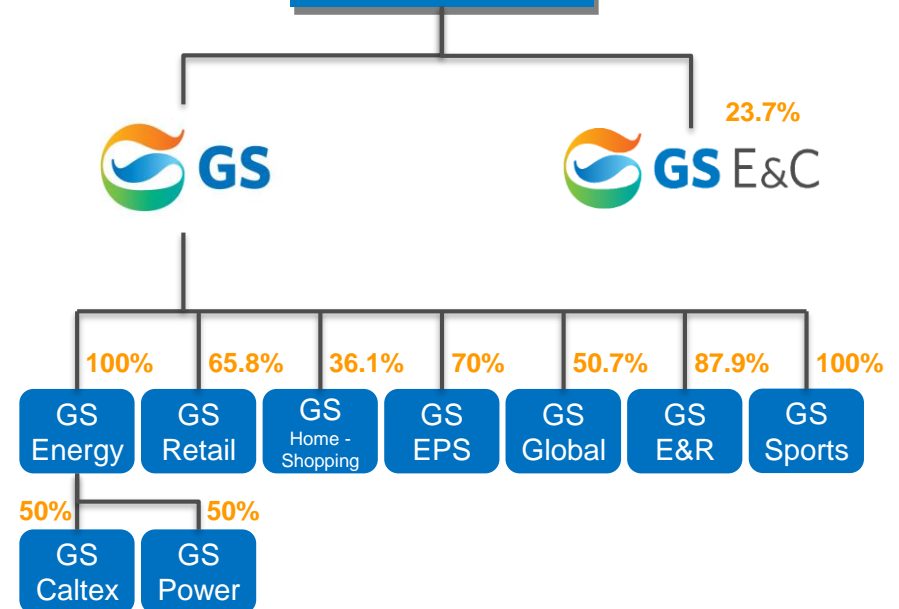 23.7%
GS
GS E&C
100%
65.8%
36.1%
70%
50.7%
87.9%
100%
GS
Energy
GS
Retail
GS
Home -
Shopping
GS
EPS
GS
Global
GS
E&R
GS
Sports
50%
50%
GS
Caltex
GS
Power